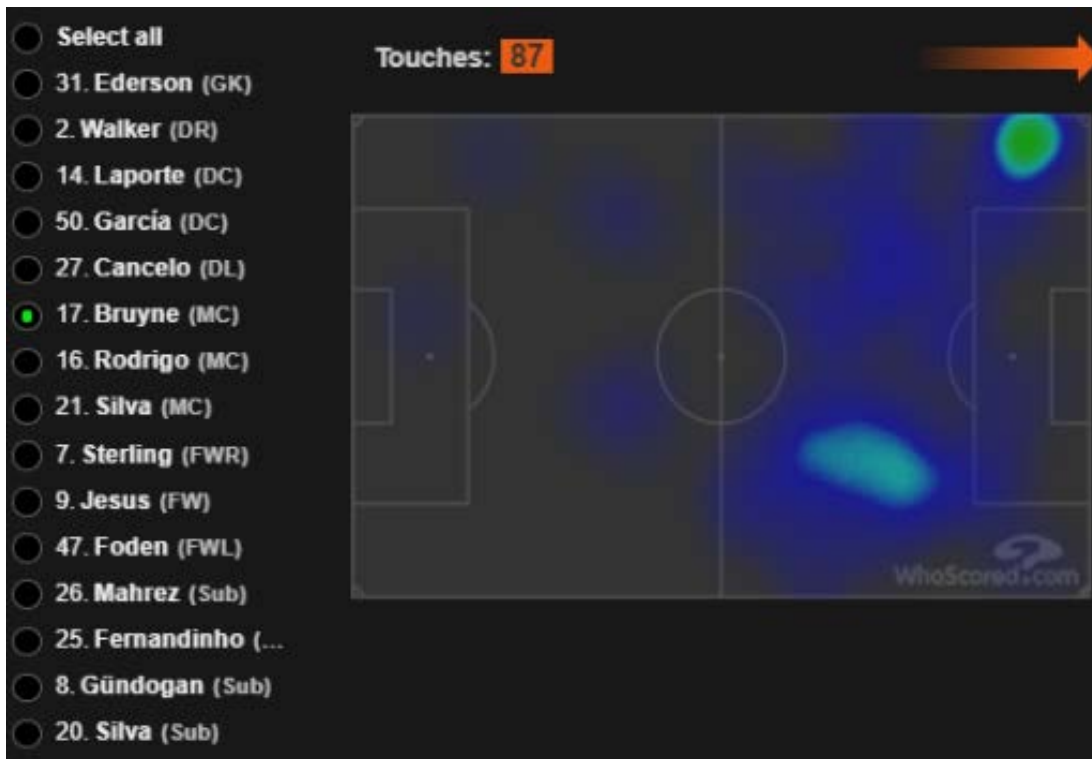 Select all
31. Ederson (GK)
2. Walker (DR)
14. Laporte (DC)
50. García (DC)
27. Cancelo (DL)
17. Bruyne (MC)
16. Rodrigo (MC)
21. Silva (MC)
7. Sterling (FWR)
9. Jesus (FW)
47. Foden (FWL)
26. Mahrez (Sub)
25. Fernandinho (...
8. Gündogan (Sub)
20. Silva (Sub)
Touches: 87
WhoScored.com